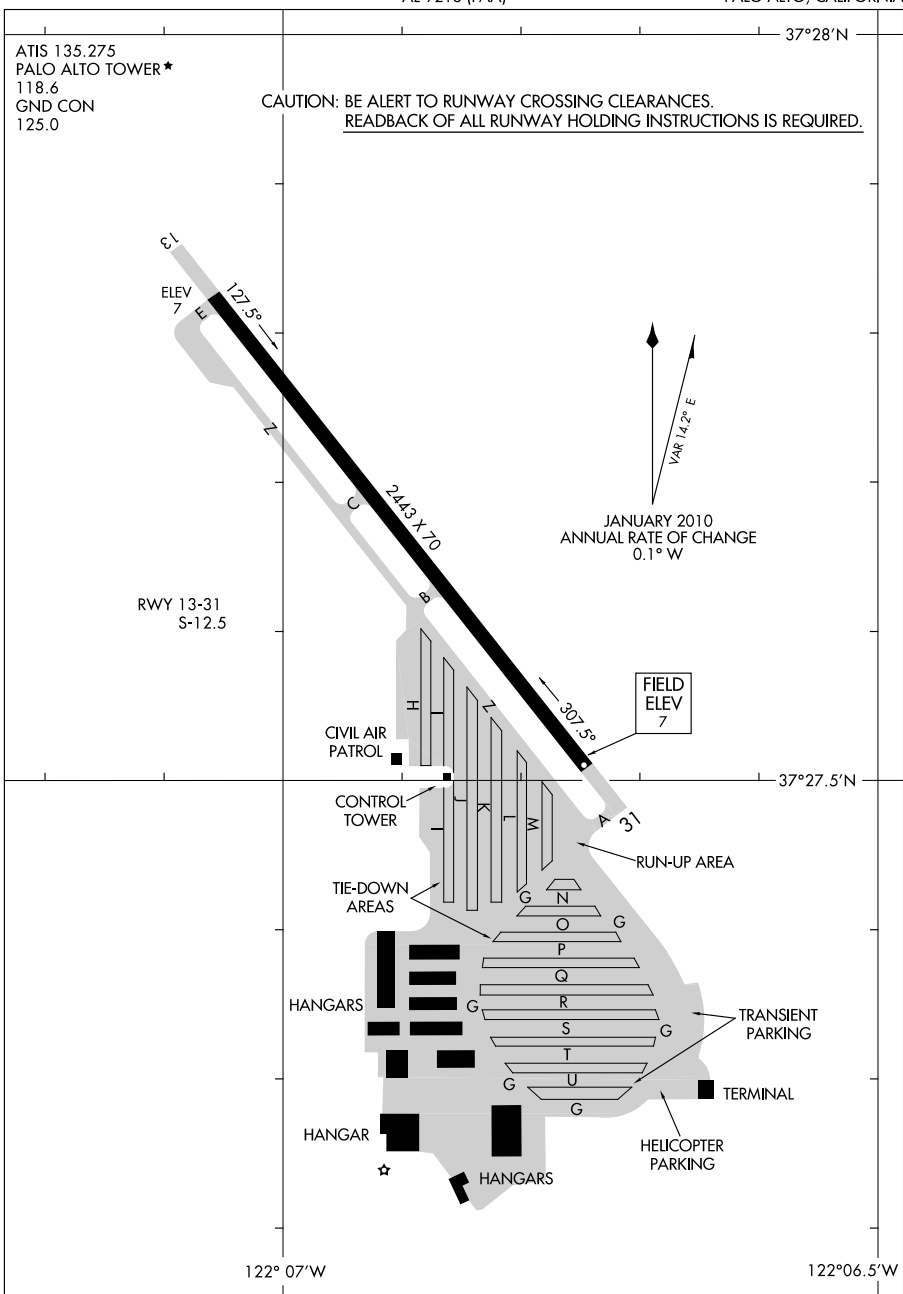 AL-9216 (FAA)
PALO ALTO, CALIFORNIA
37°28'N
ATIS 135.275
PALO ALTO TOWER★
118.6
GND CON
125.0
CAUTION: BE ALERT TO RUNWAY CROSSING CLEARANCES.
READBACK OF ALL RUNWAY HOLDING INSTRUCTIONS IS REQUIRED.
13
ELEV
7
E
127.5°
Z
VAR 14.2° E
C
2443 X 70
JANUARY 2010
ANNUAL RATE OF CHANGE
0.1° W
B
RWY 13-31
S-12.5
FIELD
ELEV
7
H
I
Z
307.5°
CIVIL AIR
PATROL
37°27.5'N
CONTROL
TOWER
I
J
K
L
M
A
31
RUN-UP AREA
TIE-DOWN
AREAS
G
N
G
O
P
Q
HANGARS
G
R
TRANSIENT
PARKING
S
G
T
G
U
TERMINAL
G
HANGAR
HELICOPTER
PARKING
HANGARS
122°07'W
122°06.5'W